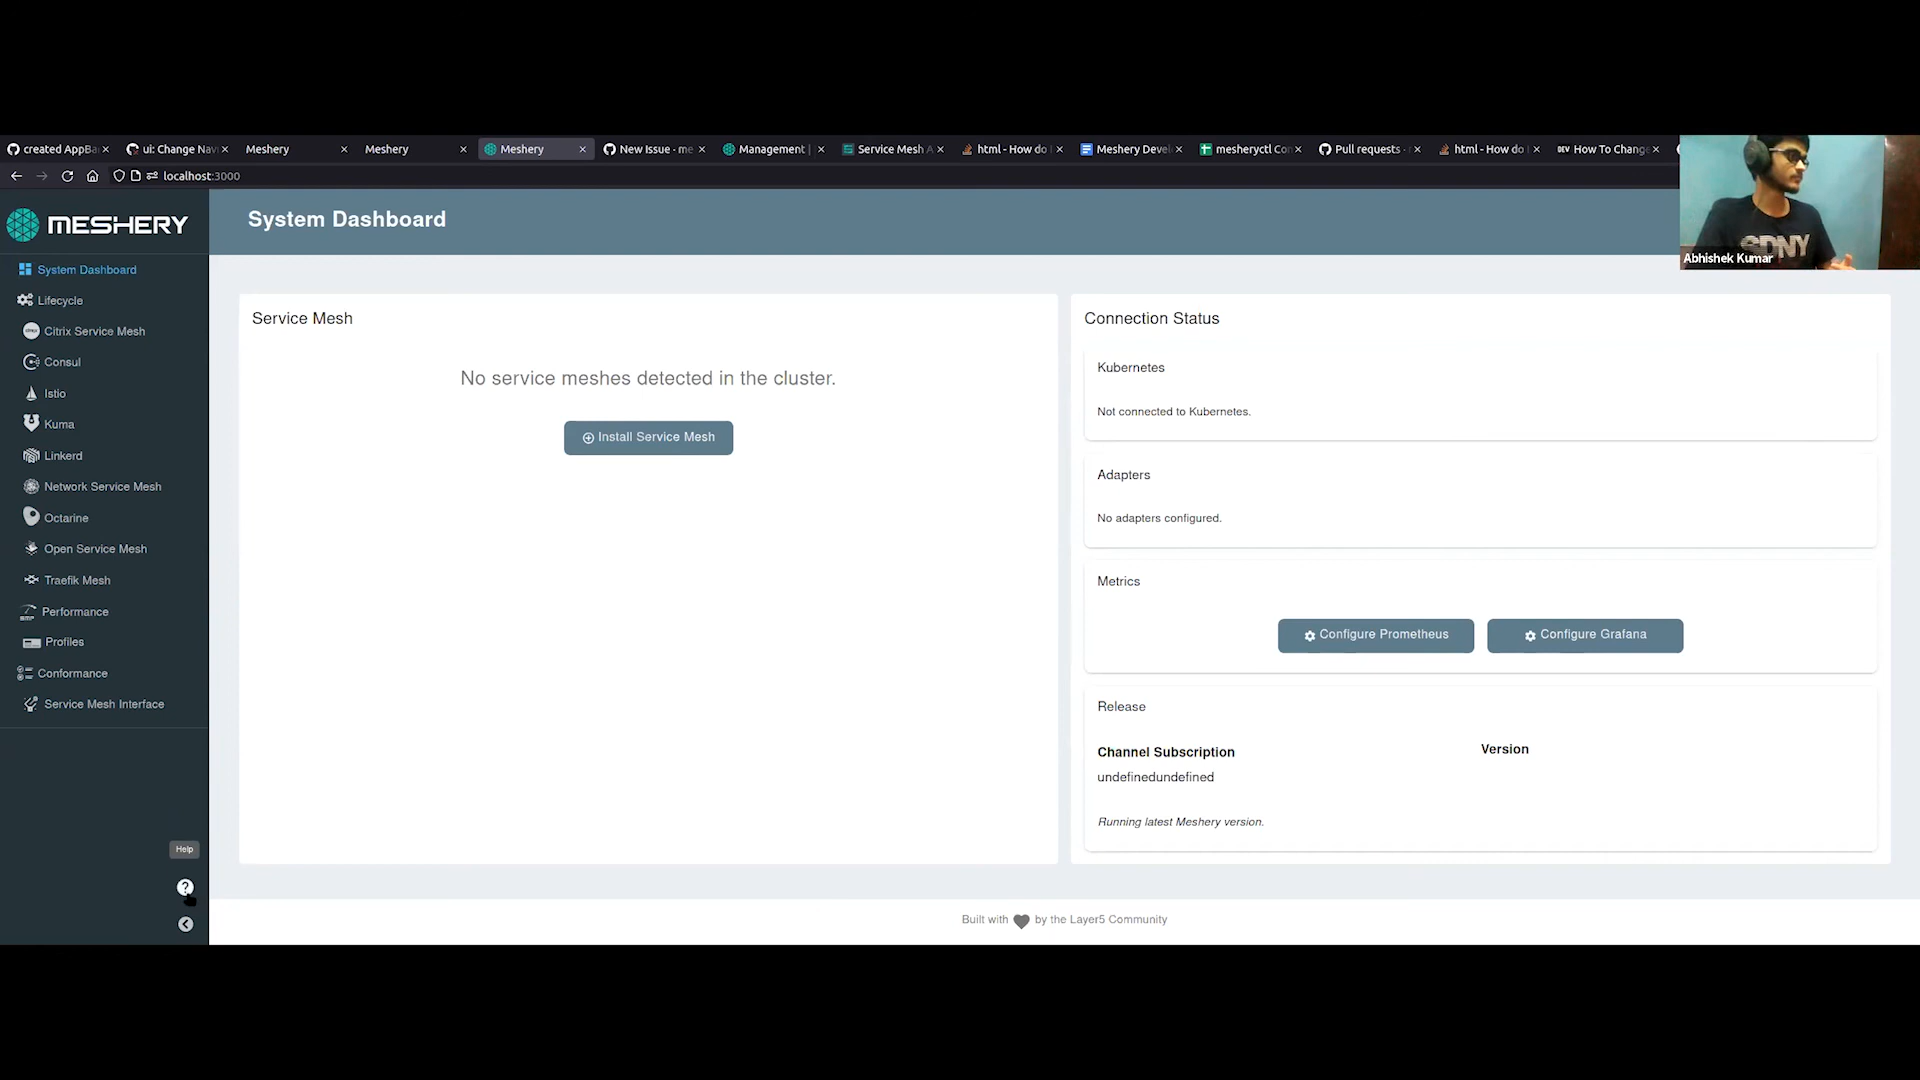 created AppBa
ui: Change Navi
Meshery
Meshery
Meshery
New Issue · me
Management |
Service Mesh A
html - How do
Meshery Devel
mesheryctl Con
Pull requests ·
html - How do
DEV How To Change
localhost:3000
MESHERY
System Dashboard
GDNY
Abhishek Kumar
System Dashboard
Lifecycle
Citrix Service Mesh
Consul
Istio
Kuma
Linkerd
Network Service Mesh
Octarine
Open Service Mesh
Traefik Mesh
Performance
Profiles
Conformance
Service Mesh Interface
Help
?
Service Mesh
No service meshes detected in the cluster.
Install Service Mesh
Connection Status
Kubernetes
Not connected to Kubernetes.
Adapters
No adapters configured.
Metrics
Configure Prometheus
Configure Grafana
Release
Channel Subscription
Version
undefinedundefined
Running latest Meshery version.
Built with by the Layer5 Community